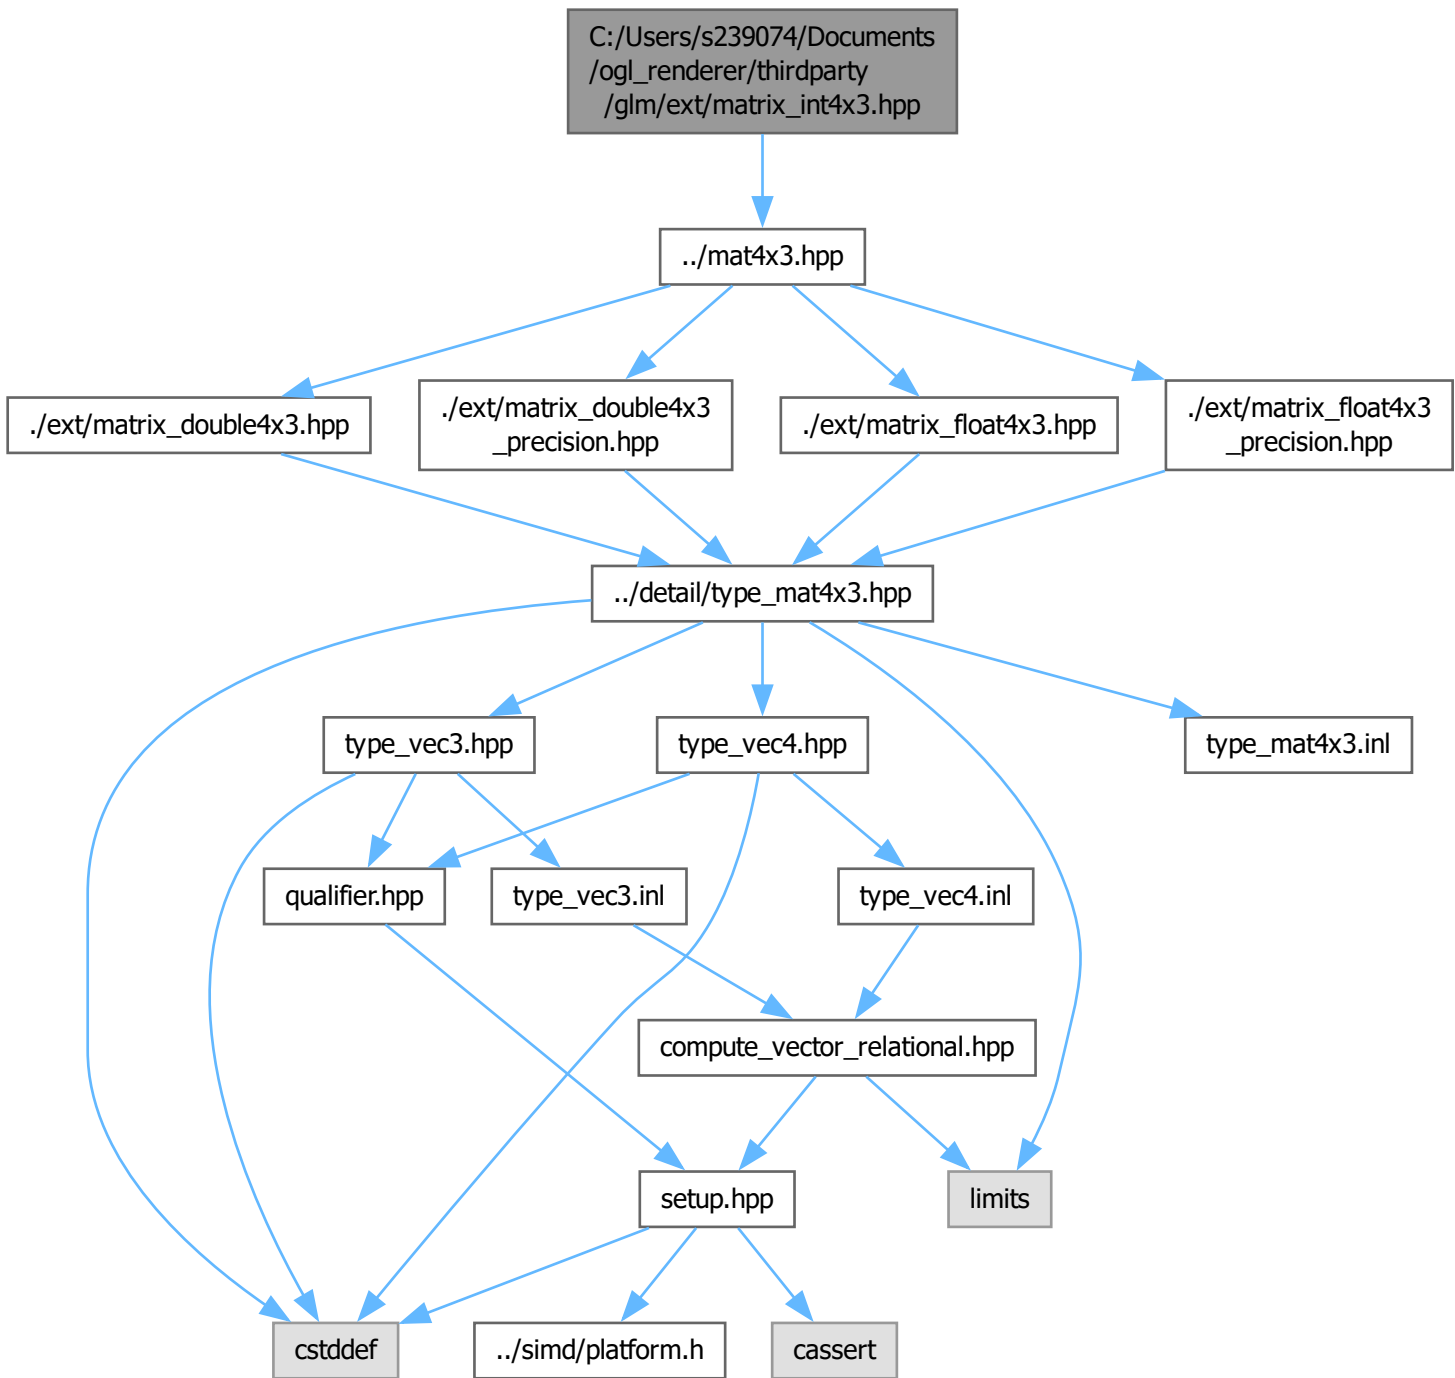 C:/Users/s239074/Documents
/ogl_renderer/thirdparty
/glm/ext/matrix_int4x3.hpp
../mat4x3.hpp
./ext/matrix_double4x3.hpp
./ext/matrix_double4x3
_precision.hpp
./ext/matrix_float4x3.hpp
./ext/matrix_float4x3
_precision.hpp
../detail/type_mat4x3.hpp
type_vec3.hpp
type_vec4.hpp
type_mat4x3.inl
qualifier.hpp
type_vec3.inl
type_vec4.inl
compute_vector_relational.hpp
setup.hpp
limits
cstddef
../simd/platform.h
cassert